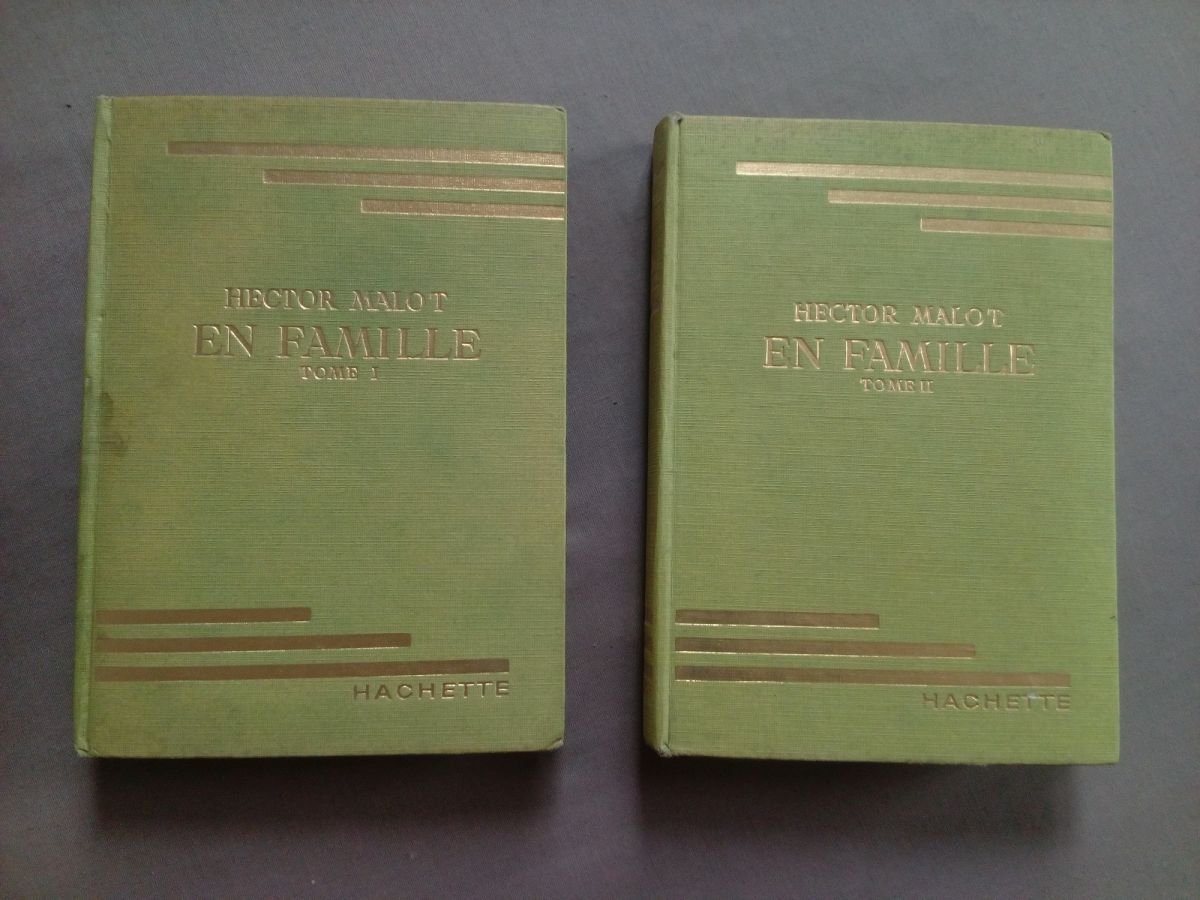 HECTOR MALOT
EN FAMILLE
TOME I
HACHETTE
HECTOR MALOT
EN FAMILLE
TOME II
HACHETTE